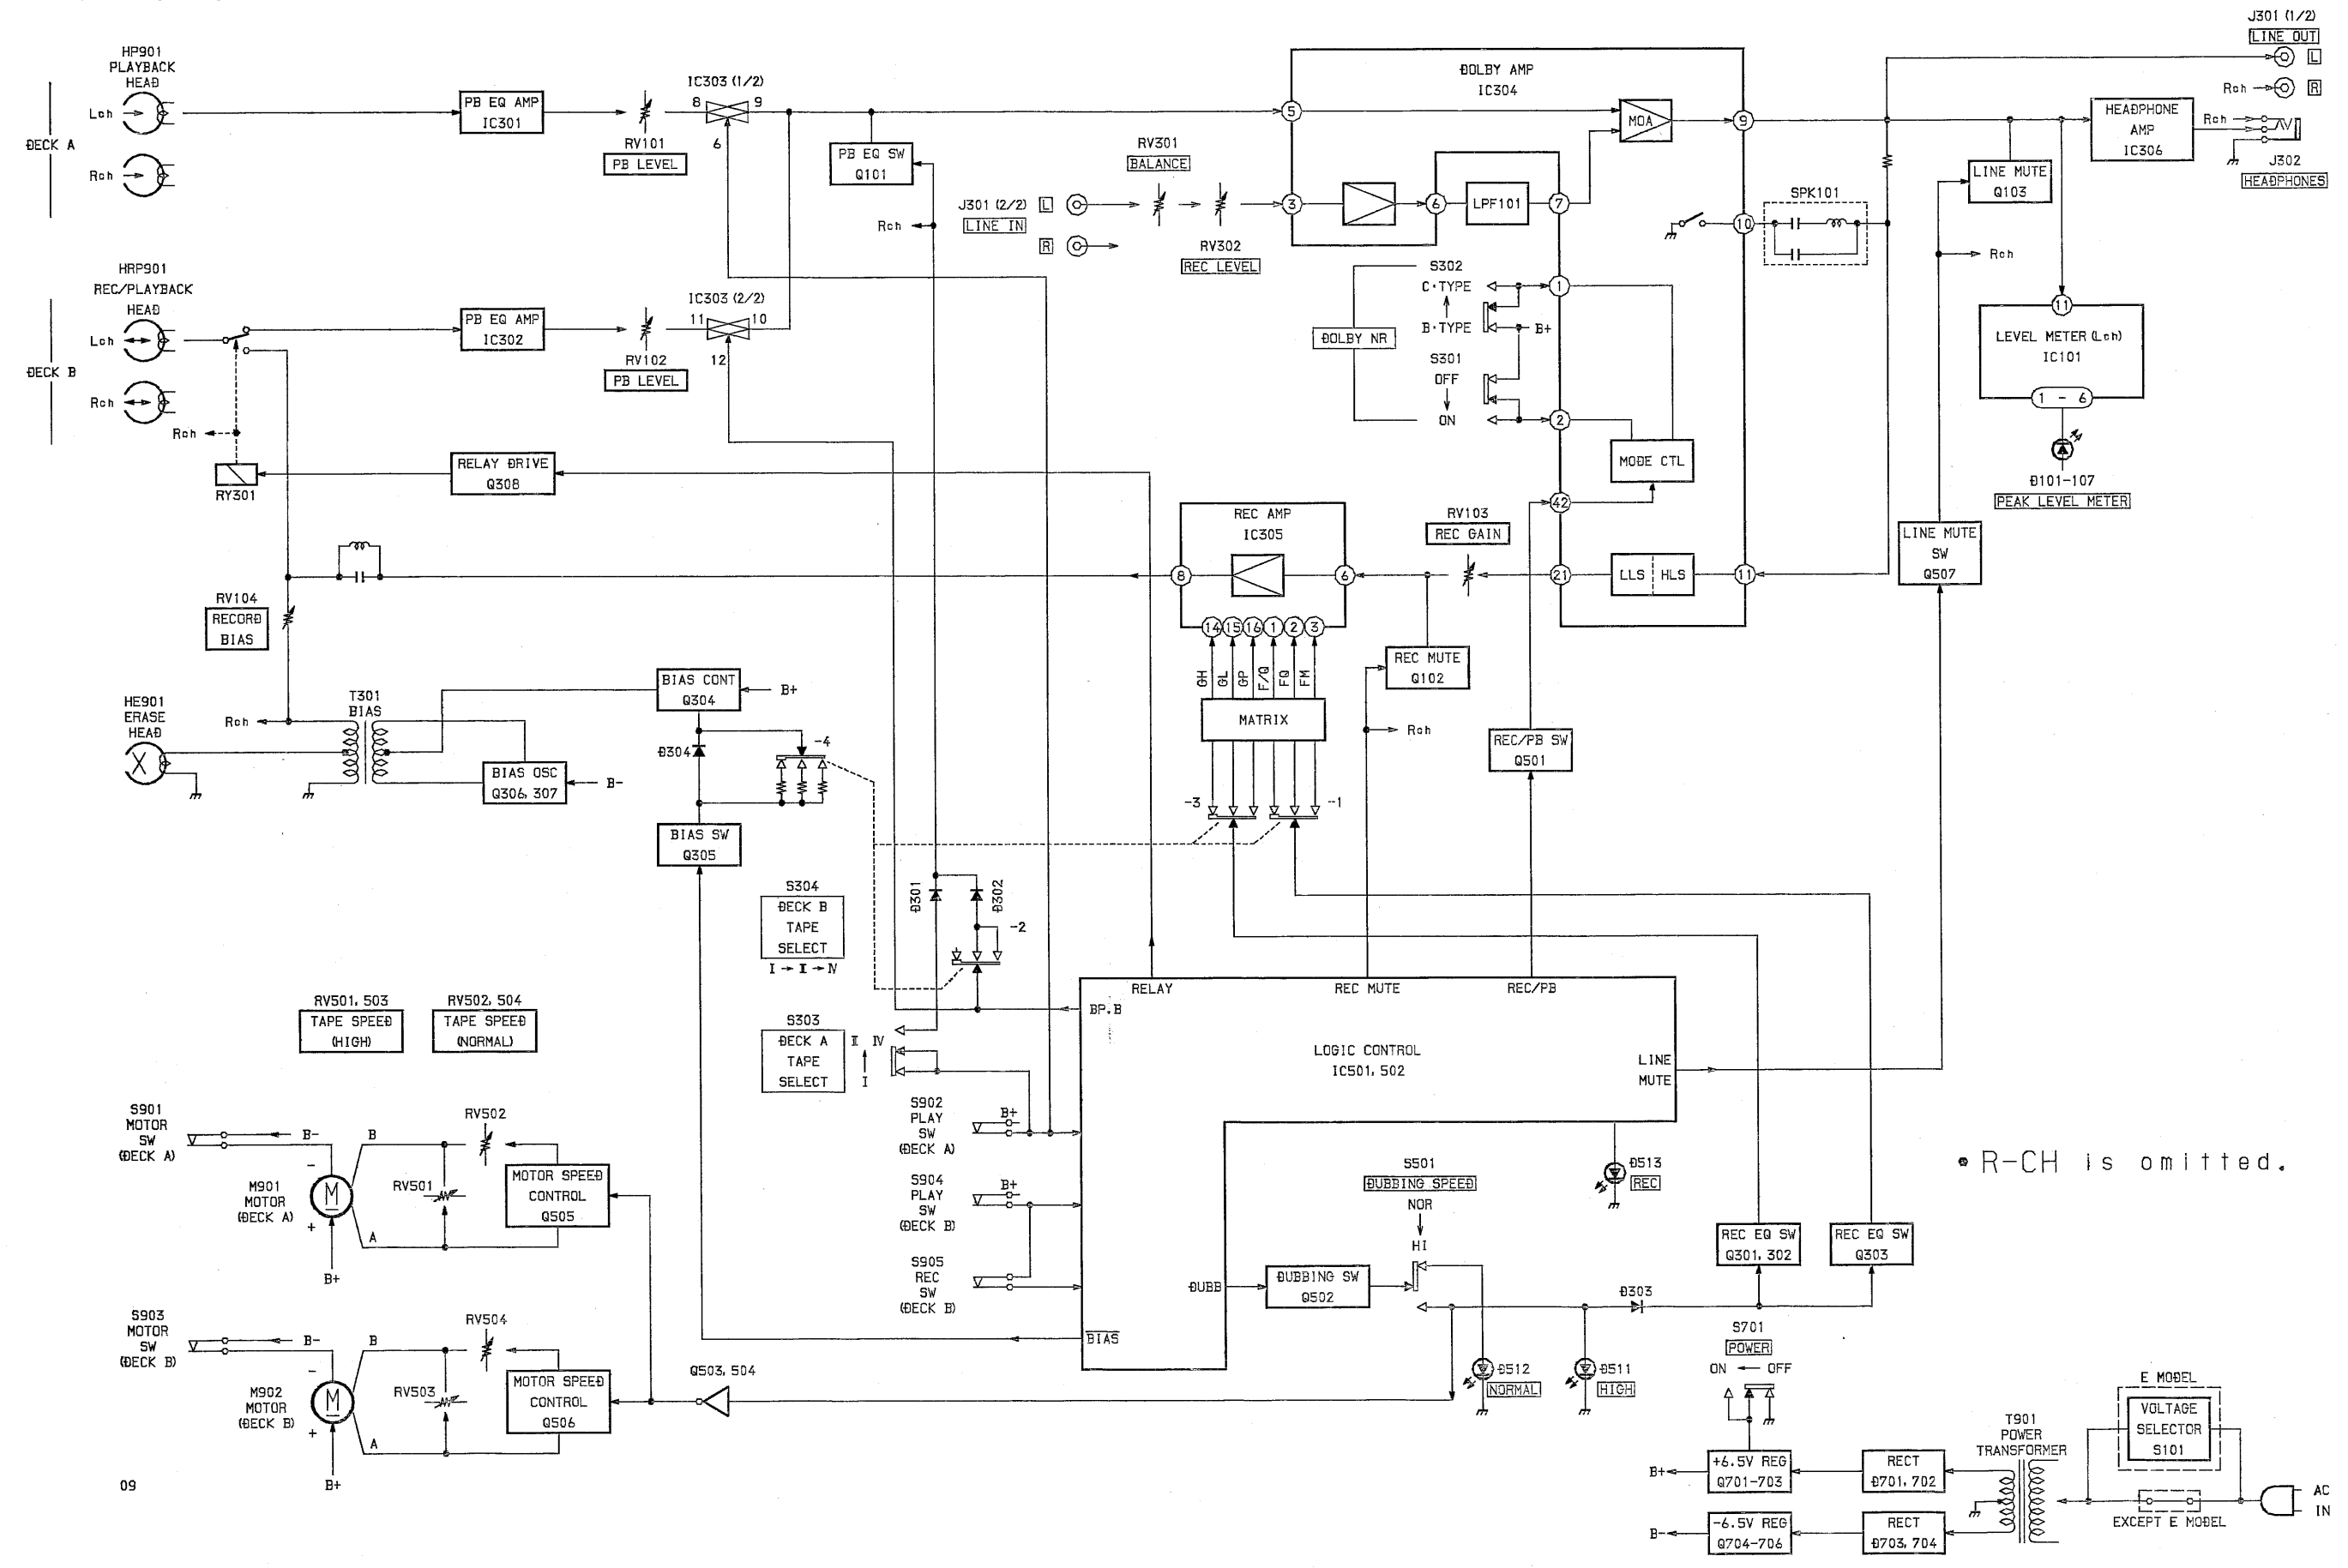 J301 (1/2)
LINE OUT
L
Rch
R
HP901
PLAYBACK
HEAD
Lch
DECK A
Rch
PB EQ AMP
IC301
RV101
PB LEVEL
IC303 (1/2)
8
9
6
PB EQ SW
Q101
Rch
DOLBY AMP
IC304
5
MOA
9
RV301
BALANCE
J301 (2/2)
L
LINE IN
R
RV302
REC LEVEL
3
6
LPF101
7
10
SPK101
HEADPHONE
AMP
IC306
Rch
J302
HEADPHONES
LINE MUTE
Q103
Rch
11
LEVEL METER (Lch)
IC101
1 - 6
D101-107
PEAK LEVEL METER
HRP901
REC/PLAYBACK
HEAD
Lch
DECK B
Rch
Rch
RY301
PB EQ AMP
IC302
RV102
PB LEVEL
IC303 (2/2)
11
10
12
RELAY DRIVE
Q308
S302
C·TYPE
B·TYPE
B+
DOLBY NR
S301
OFF
ON
1
2
MODE CTL
42
REC AMP
IC305
8
6
RV103
REC GAIN
21
LLS
HLS
11
LINE MUTE
SW
Q507
14
15
16
1
2
3
GH
GL
GP
F/Q
FQ
FM
MATRIX
-3
-1
REC MUTE
Q102
Rch
REC/PB SW
Q501
RV104
RECORD
BIAS
HE901
ERASE
HEAD
Rch
T301
BIAS
BIAS CONT
Q304
B+
D304
-4
BIAS OSC
Q306, 307
B-
BIAS SW
Q305
S304
DECK B
TAPE
SELECT
I → II → IV
D301
D302
-2
RV501, 503
TAPE SPEED
(HIGH)
RV502, 504
TAPE SPEED
(NORMAL)
S303
DECK A
TAPE
SELECT
II IV
I
RELAY
REC MUTE
REC/PB
BP.B
LOGIC CONTROL
IC501, 502
LINE
MUTE
S901
MOTOR
SW
(DECK A)
B-
B
RV502
M901
MOTOR
(DECK A)
-
M
+
RV501
A
B+
MOTOR SPEED
CONTROL
Q505
S902
PLAY
SW
(DECK A)
B+
S904
PLAY
SW
(DECK B)
B+
S905
REC
SW
(DECK B)
DUBB
BIAS
DUBBING SW
Q502
S501
DUBBING SPEED
NOR
HI
D513
REC
• R-CH is omitted.
REC EQ SW
Q301, 302
REC EQ SW
Q303
D303
D512
NORMAL
D511
HIGH
S903
MOTOR
SW
(DECK B)
B-
B
RV504
M902
MOTOR
(DECK B)
-
M
+
RV503
A
B+
MOTOR SPEED
CONTROL
Q506
Q503, 504
S701
POWER
ON ← OFF
E MODEL
VOLTAGE
SELECTOR
S101
T901
POWER
TRANSFORMER
B+
+6.5V REG
Q701-703
RECT
D701, 702
B-
-6.5V REG
Q704-706
RECT
D703, 704
EXCEPT E MODEL
AC
IN
09